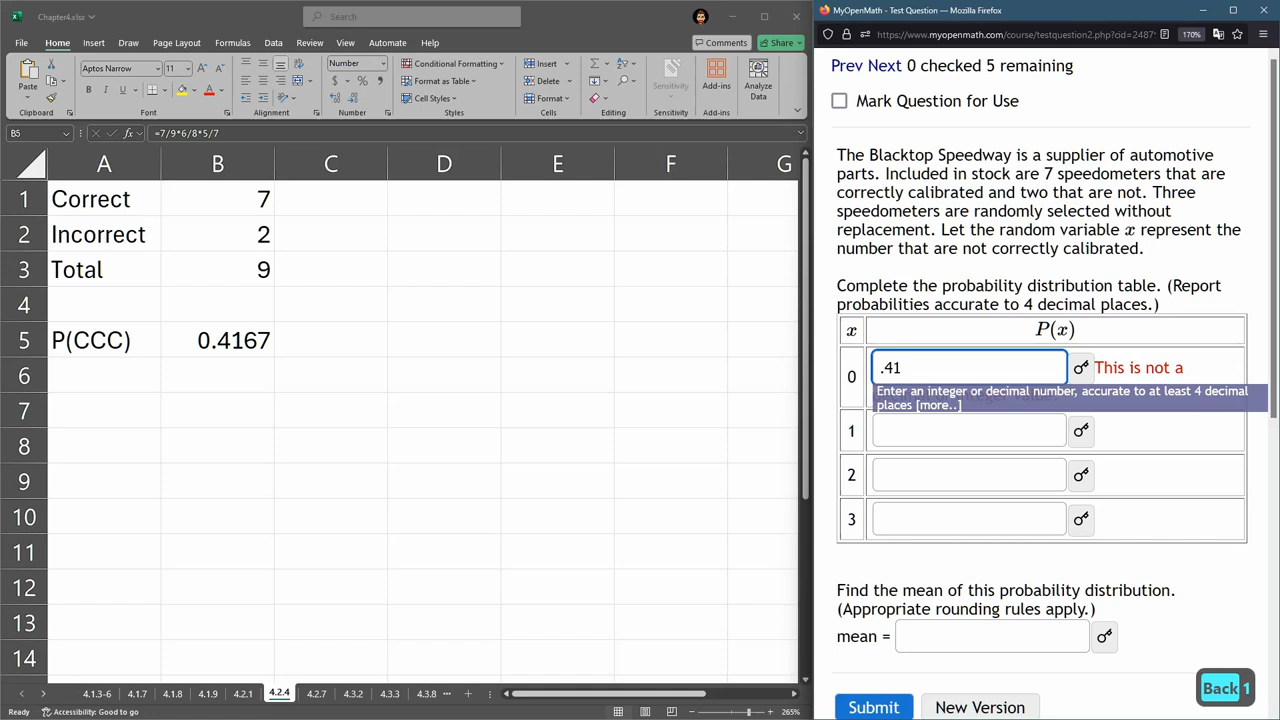 Chapter4.xlsx
Search
File Home Insert Draw Page Layout Formulas Data Review View Automate Help
Comments Share
Paste
Clipboard
Aptos Narrow 11
B I U
Font
Alignment
Number
Number
Conditional Formatting
Format as Table
Cell Styles
Styles
Insert
Delete
Format
Cells
Editing
Sensitivity
Sensitivity
Add-ins
Add-ins
Analyze
Data
Analysis
B5 fx =7/9*6/8*5/7
A B C D E F G
1 Correct 7
2 Incorrect 2
3 Total 9
4
5 P(CCC) 0.4167
6
7
8
9
10
11
12
13
14
4.1.3-6 4.1.7 4.1.8 4.1.9 4.2.1 4.2.4 4.2.7 4.3.2 4.3.3 4.3.8
Ready Accessibility: Good to go 265%
MyOpenMath - Test Question — Mozilla Firefox
https://www.myopenmath.com/course/testquestion2.php?cid=2487 170%
Prev Next 0 checked 5 remaining
Mark Question for Use
The Blacktop Speedway is a supplier of automotive
parts. Included in stock are 7 speedometers that are
correctly calibrated and two that are not. Three
speedometers are randomly selected without
replacement. Let the random variable x represent the
number that are not correctly calibrated.
Complete the probability distribution table. (Report
probabilities accurate to 4 decimal places.)
x P(x)
0 .41 This is not a
Enter an integer or decimal number, accurate to at least 4 decimal
places [more..]
1
2
3
Find the mean of this probability distribution.
(Appropriate rounding rules apply.)
mean =
Submit New Version
Back 1